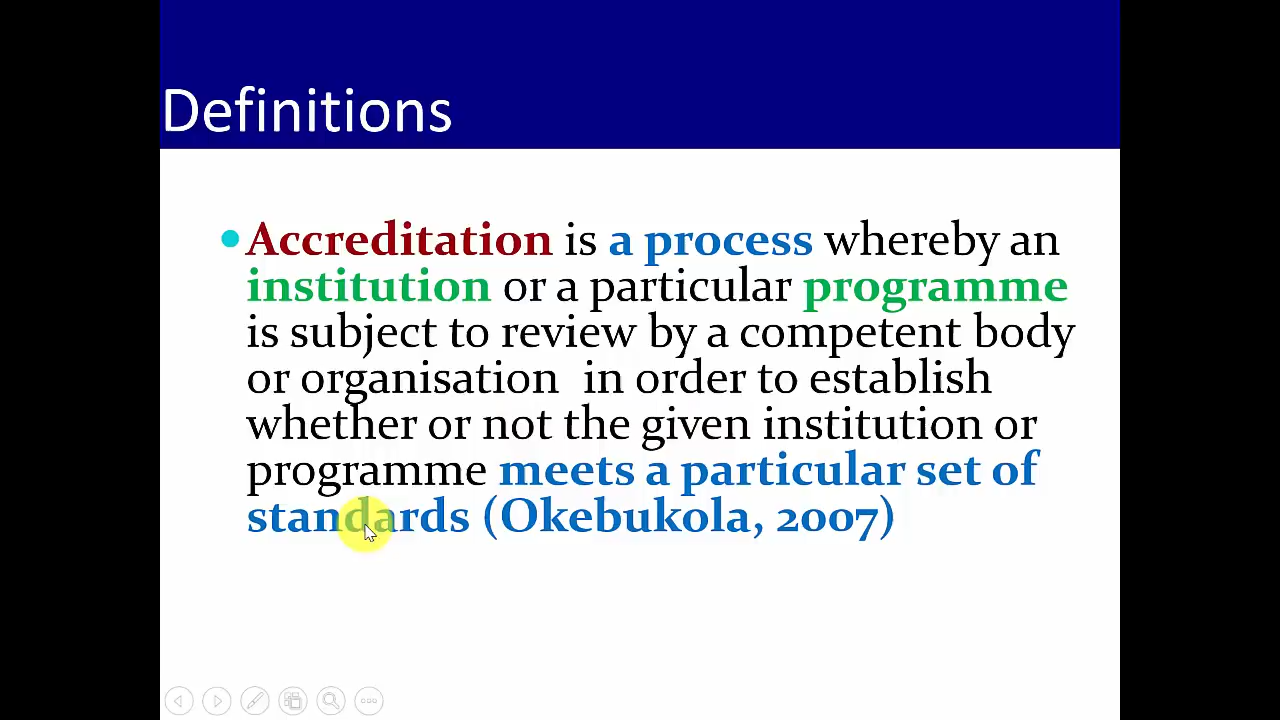 Definitions
Accreditation is a process whereby an
institution or a particular programme
is subject to review by a competent body
or organisation in order to establish
whether or not the given institution or
programme meets a particular set of
standards (Okebukola, 2007)